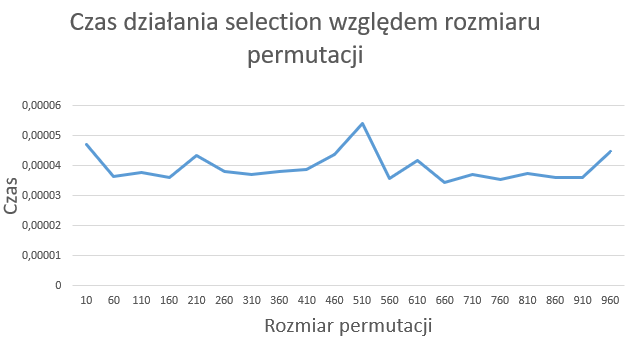 Czas działania selection względem rozmiaru
permutacji
0,00006
0,00005
0,00004
0,00003
0,00002
0,00001
0
Czas
10 60 110 160 210 260 310 360 410 460 510 560 610 660 710 760 810 860 910 960
Rozmiar permutacji